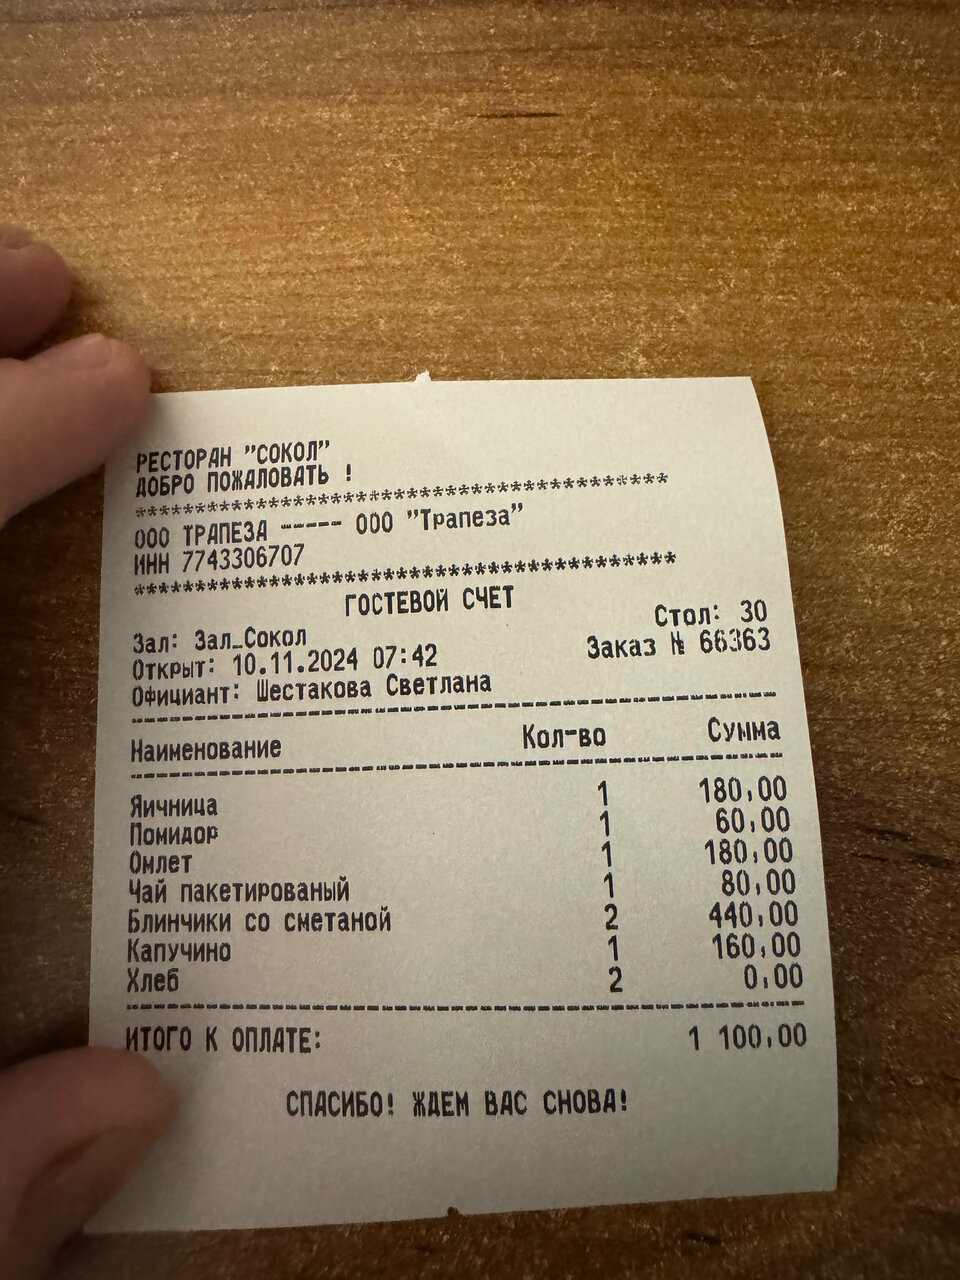 РЕСТОРАН "СОКОЛ"
ДОБРО ПОЖАЛОВАТЬ !
********************************************
ООО ТРАПЕЗА ----- ООО "Трапеза"
ИНН 7743306707
********************************************
ГОСТЕВОЙ СЧЕТ
Зал: Зал_Сокол Стол: 30
Открыт: 10.11.2024 07:42 Заказ № 66363
Официант: Шестакова Светлана
Наименование Кол-во Сумма
Яичница 1 180,00
Помидор 1 60,00
Омлет 1 180,00
Чай пакетированый 1 80,00
Блинчики со сметаной 2 440,00
Капучино 1 160,00
Хлеб 2 0,00
ИТОГО К ОПЛАТЕ: 1 100,00
СПАСИБО! ЖДЕМ ВАС СНОВА!